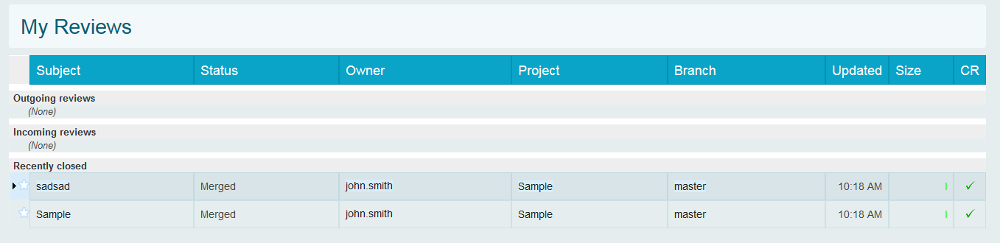 My Reviews
Subject Status Owner Project Branch Updated Size CR
Outgoing reviews
(None)
Incoming reviews
(None)
Recently closed
sadsad Merged john.smith Sample master 10:18 AM
Sample Merged john.smith Sample master 10:18 AM